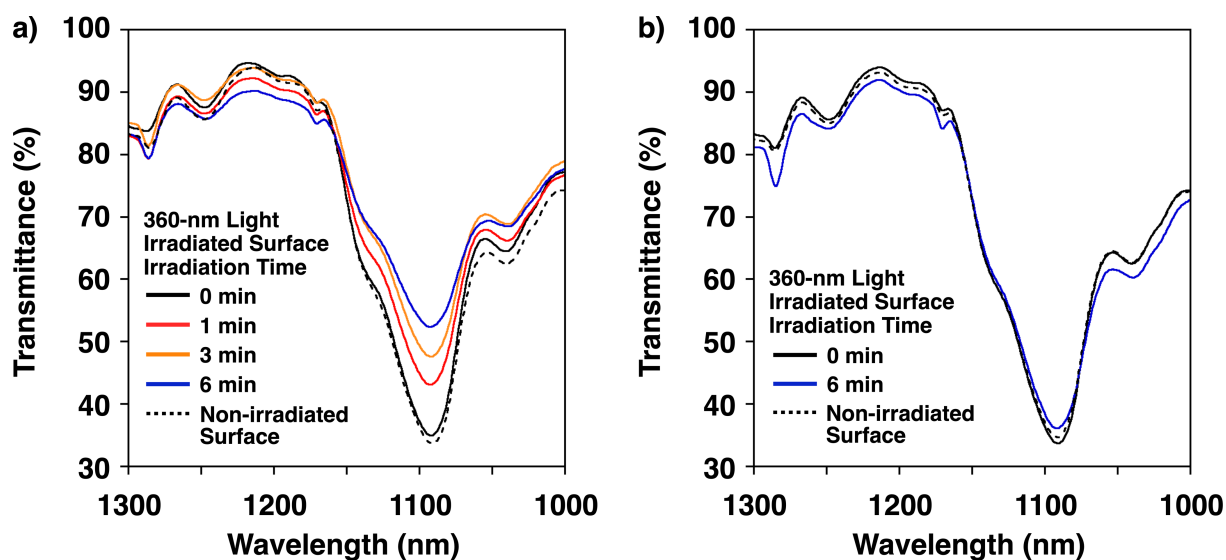 a)
100
90
80
70
60
50
40
30
Transmittance (%)
360-nm Light
Irradiated Surface
Irradiation Time
0 min
1 min
3 min
6 min
Non-irradiated
Surface
1300
1200
1100
1000
Wavelength (nm)
b)
100
90
80
70
60
50
40
30
Transmittance (%)
360-nm Light
Irradiated Surface
Irradiation Time
0 min
6 min
Non-irradiated
Surface
1300
1200
1100
1000
Wavelength (nm)